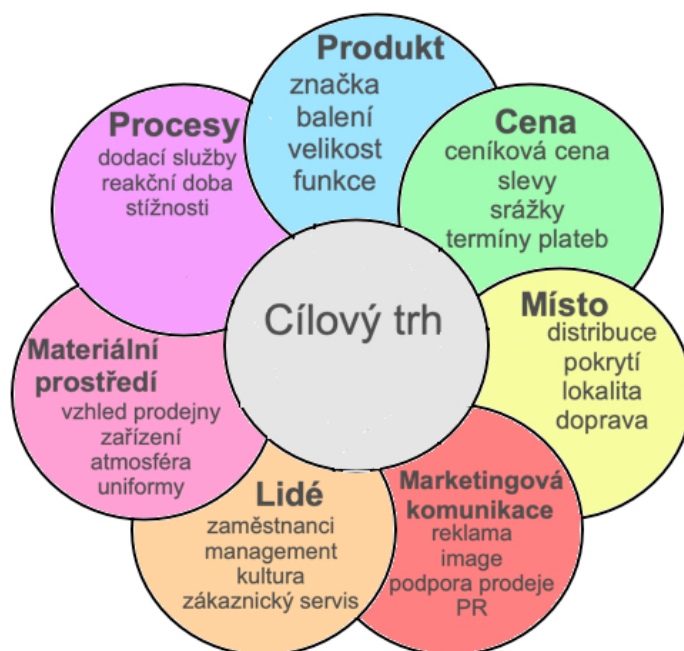 Produkt
značka
balení
velikost
funkce
Cena
ceníková cena
slevy
srážky
termíny plateb
Místo
distribuce
pokrytí
lokalita
doprava
Marketingová
komunikace
reklama
image
podpora prodeje
PR
Lidé
zaměstnanci
management
kultura
zákaznický servis
Materiální
prostředí
vzhled prodejny
zařízení
atmosféra
uniformy
Procesy
dodací služby
reakční doba
stížnosti
Cílový trh